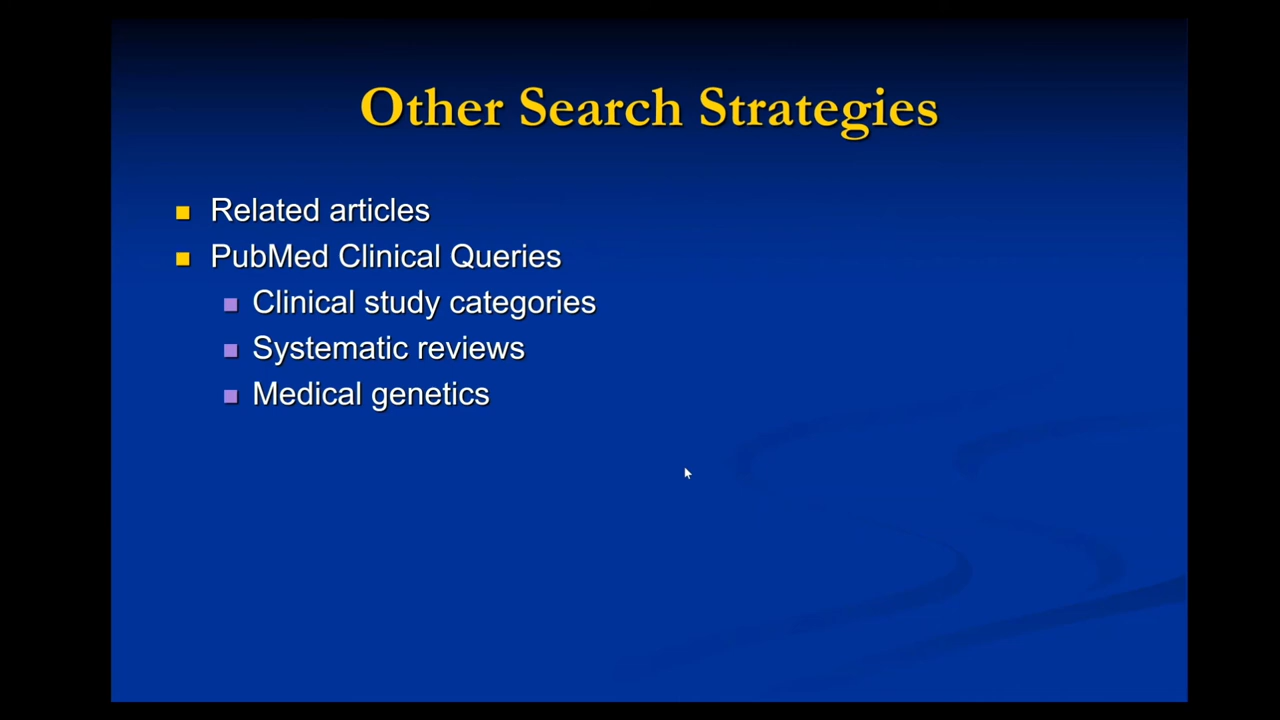 Other Search Strategies
Related articles
PubMed Clinical Queries
Clinical study categories
Systematic reviews
Medical genetics